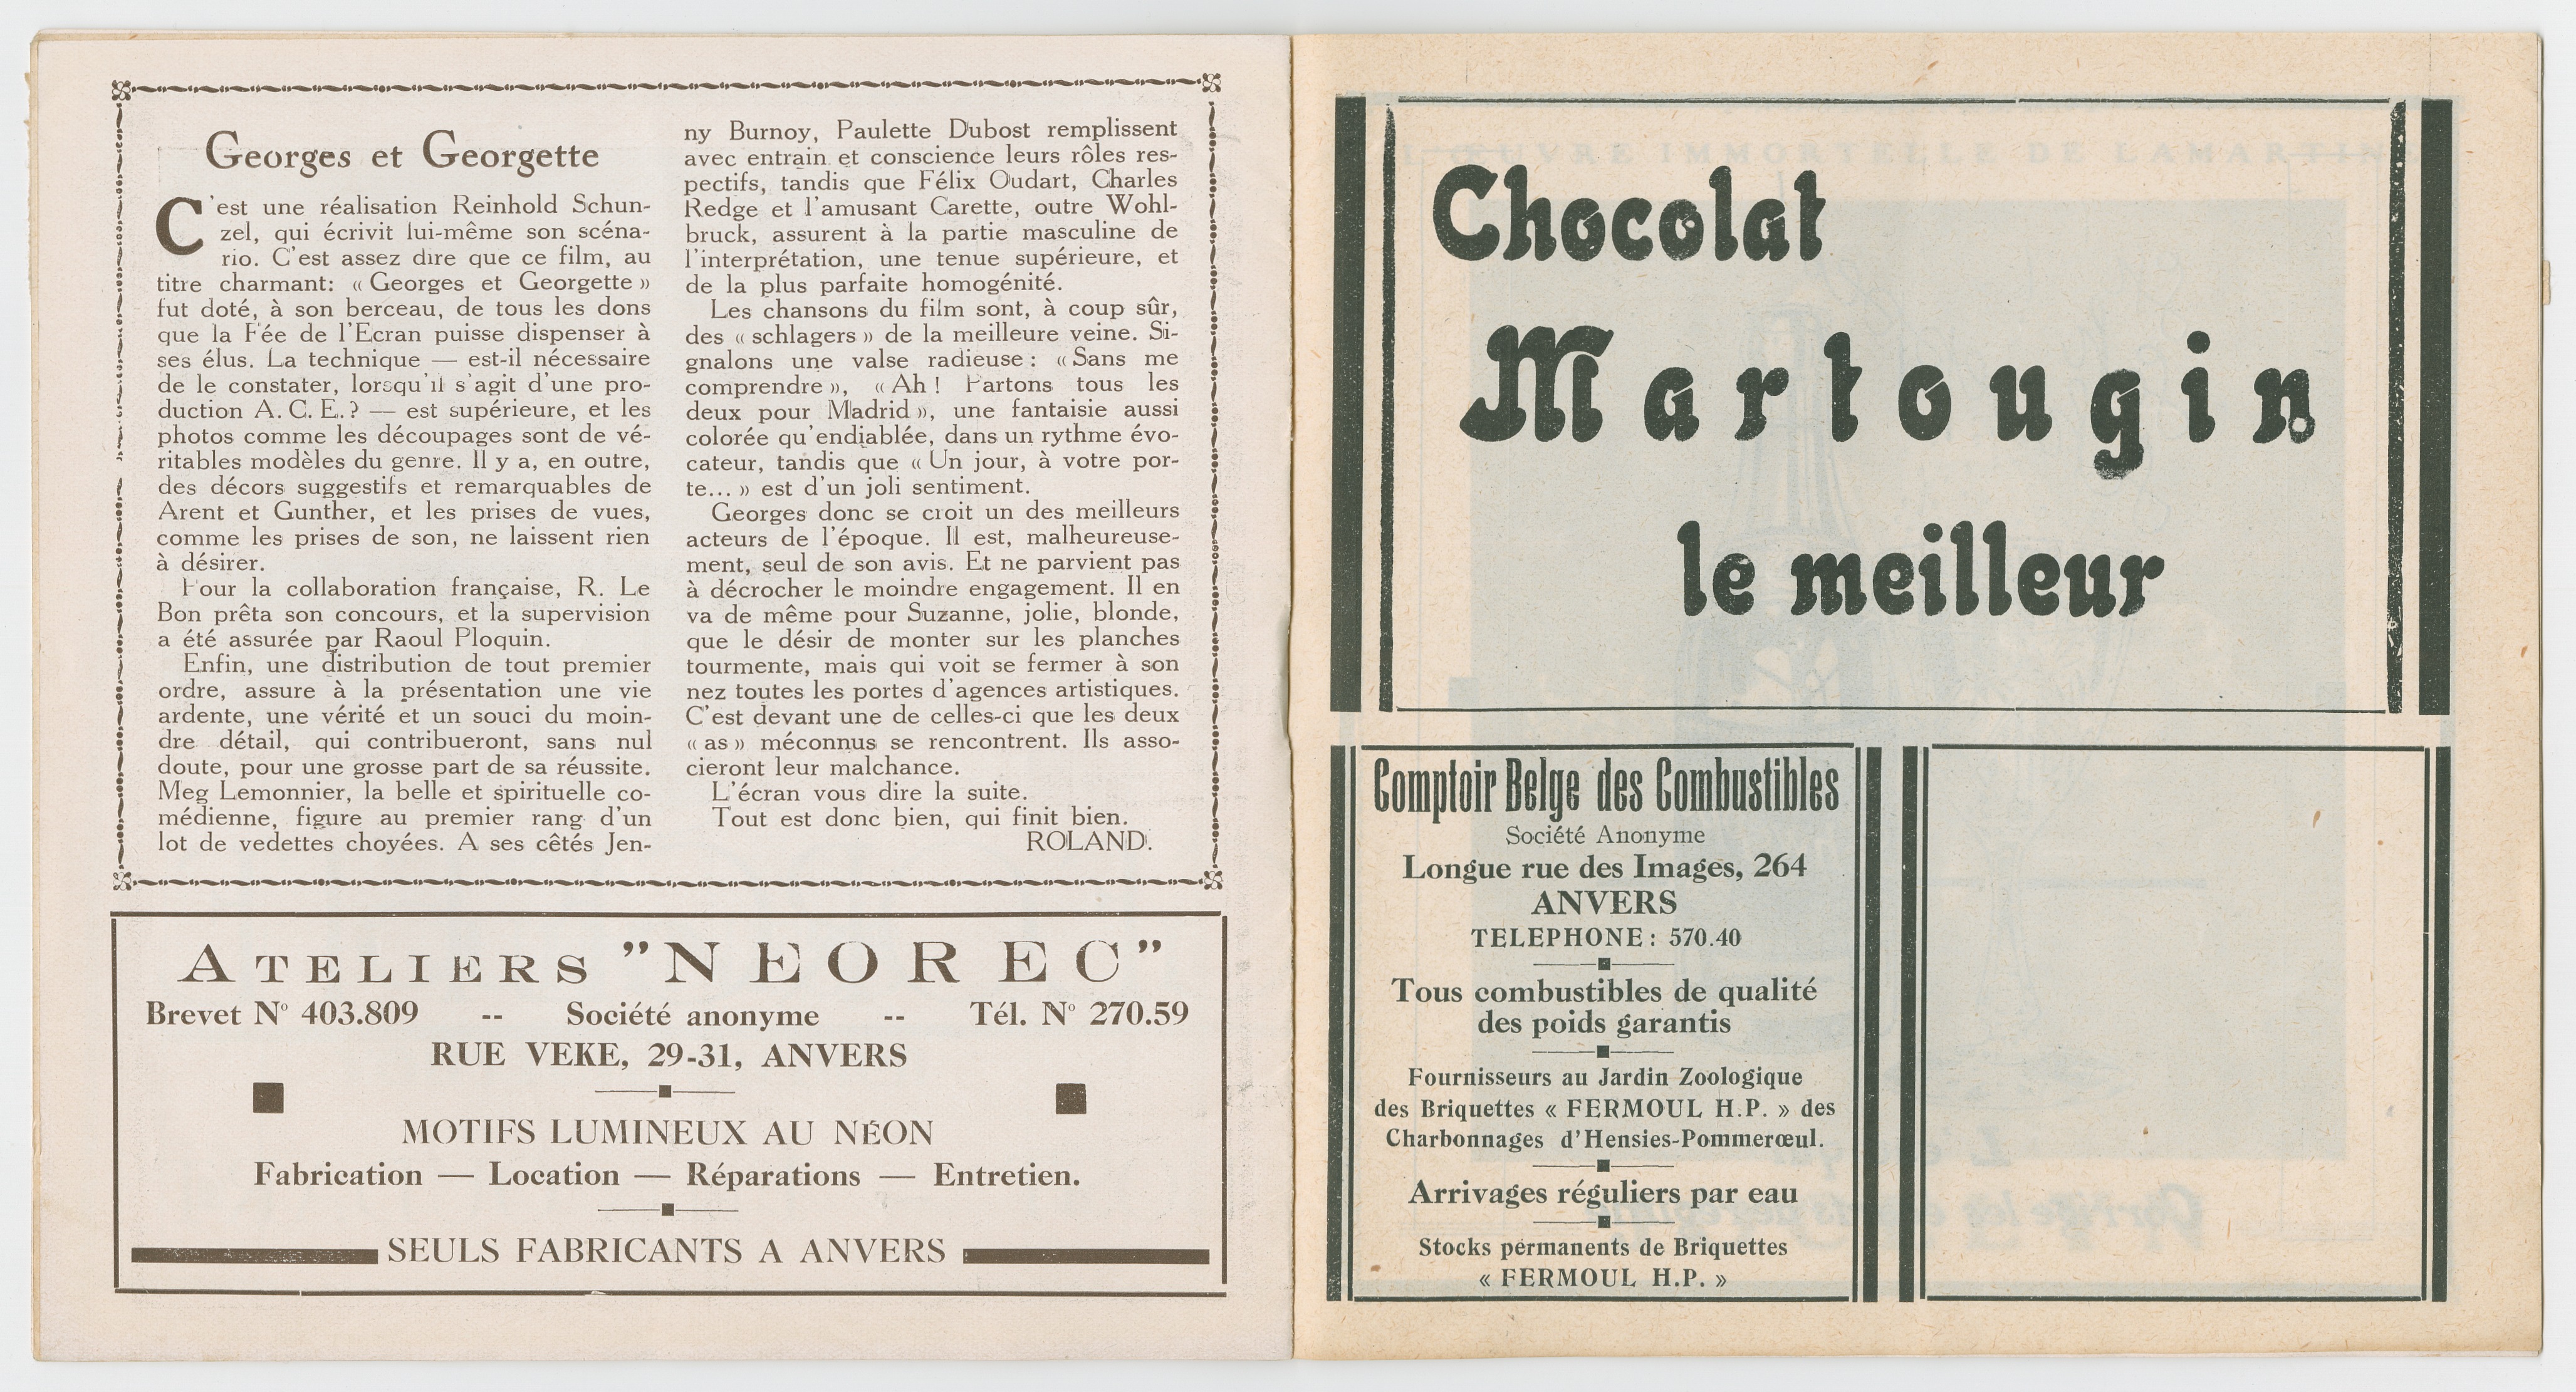 Georges et Georgette
C'est une réalisation Reinhold Schun-
zel, qui écrivit lui-même son scéna-
rio. C'est assez dire que ce film, au
titre charmant: « Georges et Georgette »
fut doté, à son berceau, de tous les dons
que la Fée de l'Ecran puisse dispenser à
ses élus. La technique — est-il nécessaire
de le constater, lorsqu'il s'agit d'une pro-
duction A. C. E. ? — est supérieure, et les
photos comme les découpages sont de vé-
ritables modèles du genre. Il y a, en outre,
des décors suggestifs et remarquables de
Arent et Gunther, et les prises de vues,
comme les prises de son, ne laissent rien
à désirer.
Pour la collaboration française, R. Le
Bon prêta son concours, et la supervision
a été assurée par Raoul Ploquin.
Enfin, une distribution de tout premier
ordre, assure à la présentation une vie
ardente, une vérité et un souci du moin-
dre détail, qui contribueront, sans nul
doute, pour une grosse part de sa réussite.
Meg Lemonnier, la belle et spirituelle co-
médienne, figure au premier rang d'un
lot de vedettes choyées. A ses cêtés Jen-
ny Burnoy, Paulette Dubost remplissent
avec entrain et conscience leurs rôles res-
pectifs, tandis que Félix Oudart, Charles
Redge et l'amusant Carette, outre Wohl-
bruck, assurent à la partie masculine de
l'interprétation, une tenue supérieure, et
de la plus parfaite homogénité.
Les chansons du film sont, à coup sûr,
des « schlagers » de la meilleure veine. Si-
gnalons une valse radieuse : « Sans me
comprendre », « Ah ! Partons tous les
deux pour Madrid », une fantaisie aussi
colorée qu'endiablée, dans un rythme évo-
cateur, tandis que « Un jour, à votre por-
te... » est d'un joli sentiment.
Georges donc se croit un des meilleurs
acteurs de l'époque. Il est, malheureuse-
ment, seul de son avis. Et ne parvient pas
à décrocher le moindre engagement. Il en
va de même pour Suzanne, jolie, blonde,
que le désir de monter sur les planches
tourmente, mais qui voit se fermer à son
nez toutes les portes d'agences artistiques.
C'est devant une de celles-ci que les deux
« as » méconnus se rencontrent. Ils asso-
cieront leur malchance.
L'écran vous dire la suite.
Tout est donc bien, qui finit bien.
ROLAND.
ATELIERS "NEOREC"
Brevet N° 403.809 -- Société anonyme -- Tél. N° 270.59
RUE VEKE, 29-31, ANVERS
MOTIFS LUMINEUX AU NÉON
Fabrication — Location — Réparations — Entretien.
SEULS FABRICANTS A ANVERS
Chocolat
Martougin
le meilleur
Comptoir Belge des Combustibles
Société Anonyme
Longue rue des Images, 264
ANVERS
TELEPHONE : 570.40
Tous combustibles de qualité
des poids garantis
Fournisseurs au Jardin Zoologique
des Briquettes « FERMOUL H.P. » des
Charbonnages d'Hensies-Pommerœul.
Arrivages réguliers par eau
Stocks permanents de Briquettes
« FERMOUL H.P. »